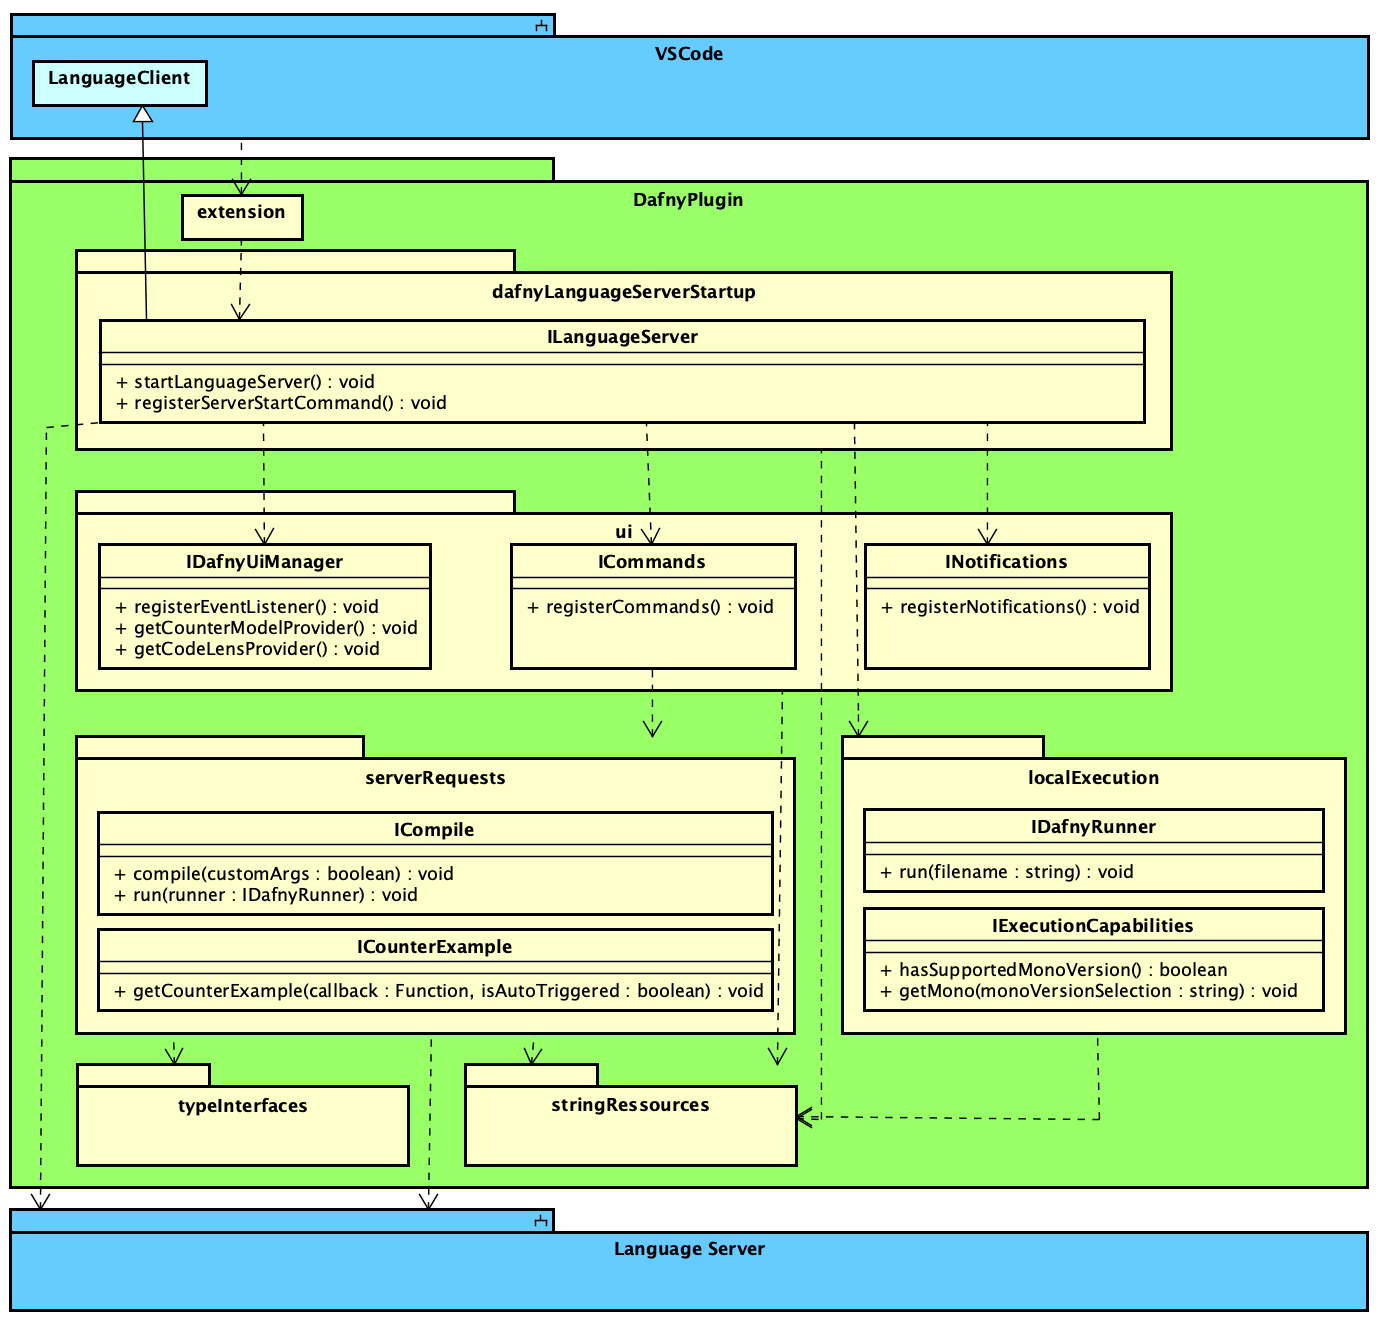 VSCode
LanguageClient
DafnyPlugin
extension
dafnyLanguageServerStartup
ILanguageServer
+ startLanguageServer() : void
+ registerServerStartCommand() : void
ui
IDafnyUiManager
+ registerEventListener() : void
+ getCounterModelProvider() : void
+ getCodeLensProvider() : void
ICommands
+ registerCommands() : void
INotifications
+ registerNotifications() : void
serverRequests
ICompile
+ compile(customArgs : boolean) : void
+ run(runner : IDafnyRunner) : void
ICounterExample
+ getCounterExample(callback : Function, isAutoTriggered : boolean) : void
localExecution
IDafnyRunner
+ run(filename : string) : void
IExecutionCapabilities
+ hasSupportedMonoVersion() : boolean
+ getMono(monoVersionSelection : string) : void
typeInterfaces
stringRessources
Language Server